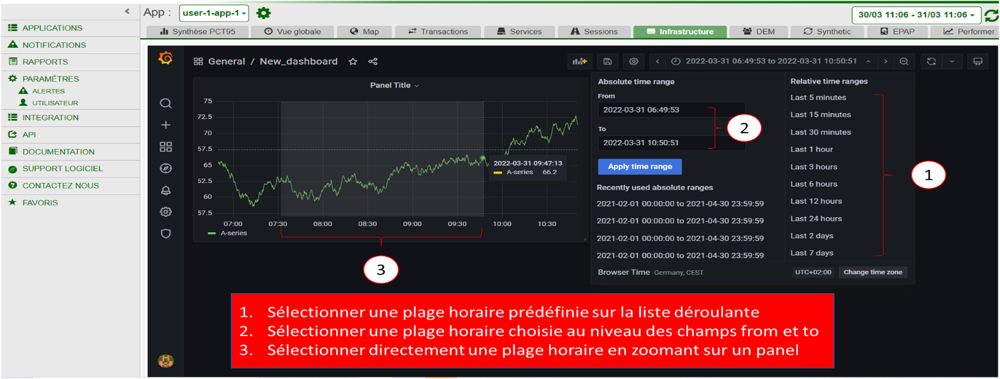 App : user-1-app-1
30/03 11:06 - 31/03 11:06
APPLICATIONS
NOTIFICATIONS
RAPPORTS
PARAMÈTRES
ALERTES
UTILISATEUR
INTEGRATION
API
DOCUMENTATION
SUPPORT LOGICIEL
CONTACTEZ NOUS
FAVORIS
Synthèse PCT95 Vue globale Map Transactions Services Sessions Infrastructure DEM Synthetic EPAP Performer
General / New_dashboard
2022-03-31 06:49:53 to 2022-03-31 10:50:51
Panel Title
75
72.5
70
57.5
65
52.5
60
57.5
07:00 07:30 08:00 08:30 09:00 09:30 10:00 10:30
A-series
2022-03-31 09:47:13
A-series 66.2
3
Absolute time range
From
2022-03-31 06:49:53
To
2022-03-31 10:50:51
2
Apply time range
Recently used absolute ranges
2021-02-01 00:00:00 to 2021-04-30 23:59:59
2021-02-01 00:00:00 to 2021-04-30 23:59:59
2021-02-01 00:00:00 to 2021-04-30 23:59:59
2021-02-01 00:00:00 to 2021-04-30 23:59:59
Relative time ranges
Last 5 minutes
Last 15 minutes
Last 30 minutes
Last 1 hour
Last 3 hours
Last 6 hours
Last 12 hours
Last 24 hours
Last 2 days
Last 7 days
1
Browser Time Germany, CEST
UTC+02:00 Change time zone
1. Sélectionner une plage horaire prédéfinie sur la liste déroulante
2. Sélectionner une plage horaire choisie au niveau des champs from et to
3. Sélectionner directement une plage horaire en zoomant sur un panel